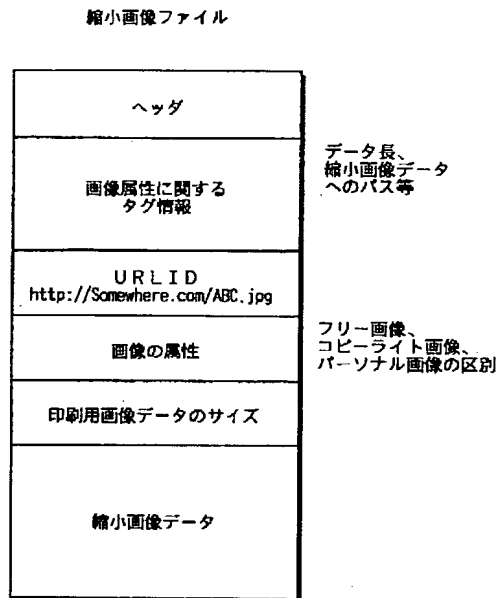 縮小画像ファイル
ヘッダ
画像属性に関する
タグ情報
データ長、
縮小画像データ
へのパス等
ＵＲＬＩＤ
http://Somewhere.com/ABC.jpg
画像の属性
フリー画像、
コピーライト画像、
パーソナル画像の区別
印刷用画像データのサイズ
縮小画像データ